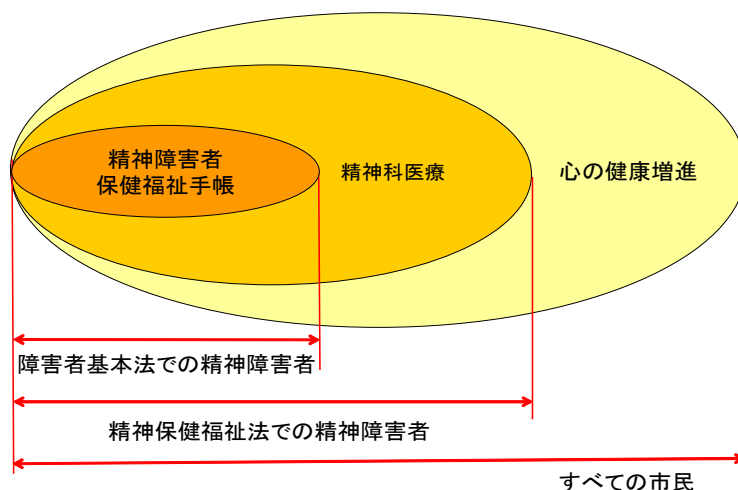 精神障害者
保健福祉手帳
精神科医療
心の健康増進
障害者基本法での精神障害者
精神保健福祉法での精神障害者
すべての市民